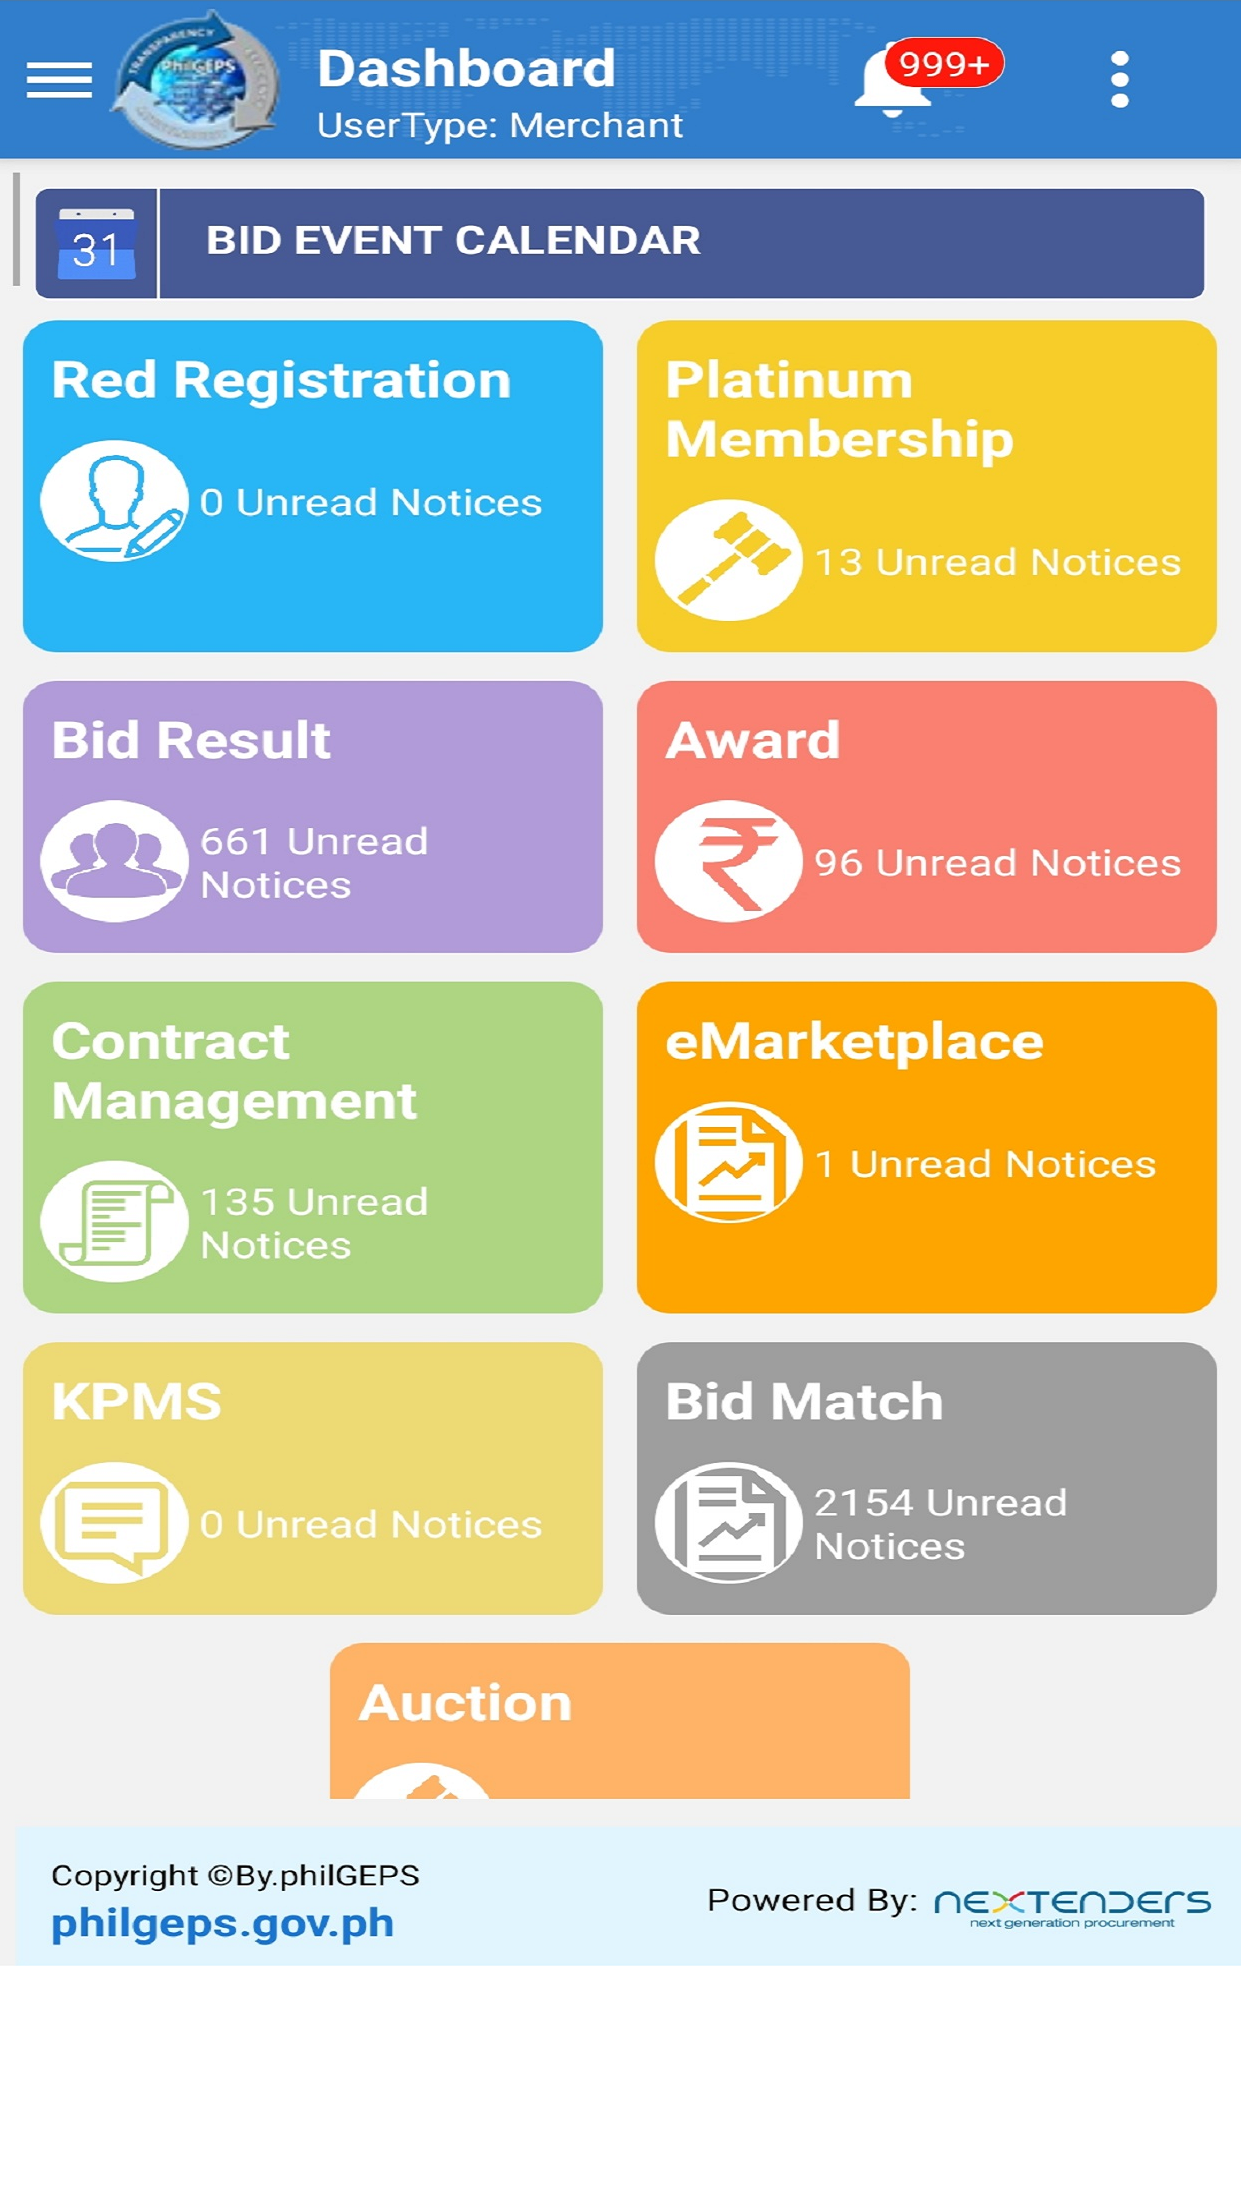 TRANSPARENCY
PHilGEPS
Dashboard
UserType: Merchant
999+
31
BID EVENT CALENDAR
Red Registration
0 Unread Notices
Platinum
Membership
13 Unread Notices
Bid Result
661 Unread
Notices
Award
96 Unread Notices
Contract
Management
135 Unread
Notices
eMarketplace
1 Unread Notices
KPMS
0 Unread Notices
Bid Match
2154 Unread
Notices
Auction
Copyright ©By.philGEPS
philgeps.gov.ph
Powered By: NEXTENDERS
next generation procurement